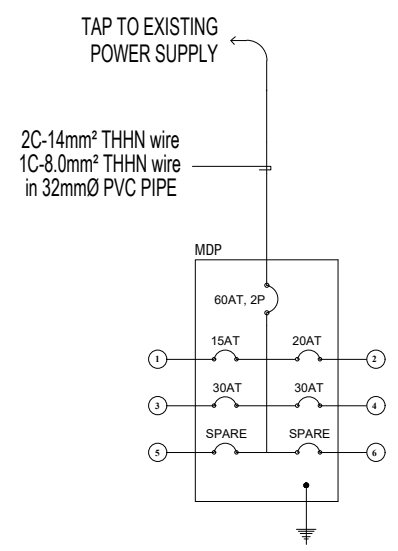 TAP TO EXISTING
POWER SUPPLY
2C-14mm² THHN wire
1C-8.0mm² THHN wire
in 32mmØ PVC PIPE
MDP
60AT, 2P
15AT 20AT
1 2
30AT 30AT
3 4
SPARE SPARE
5 6